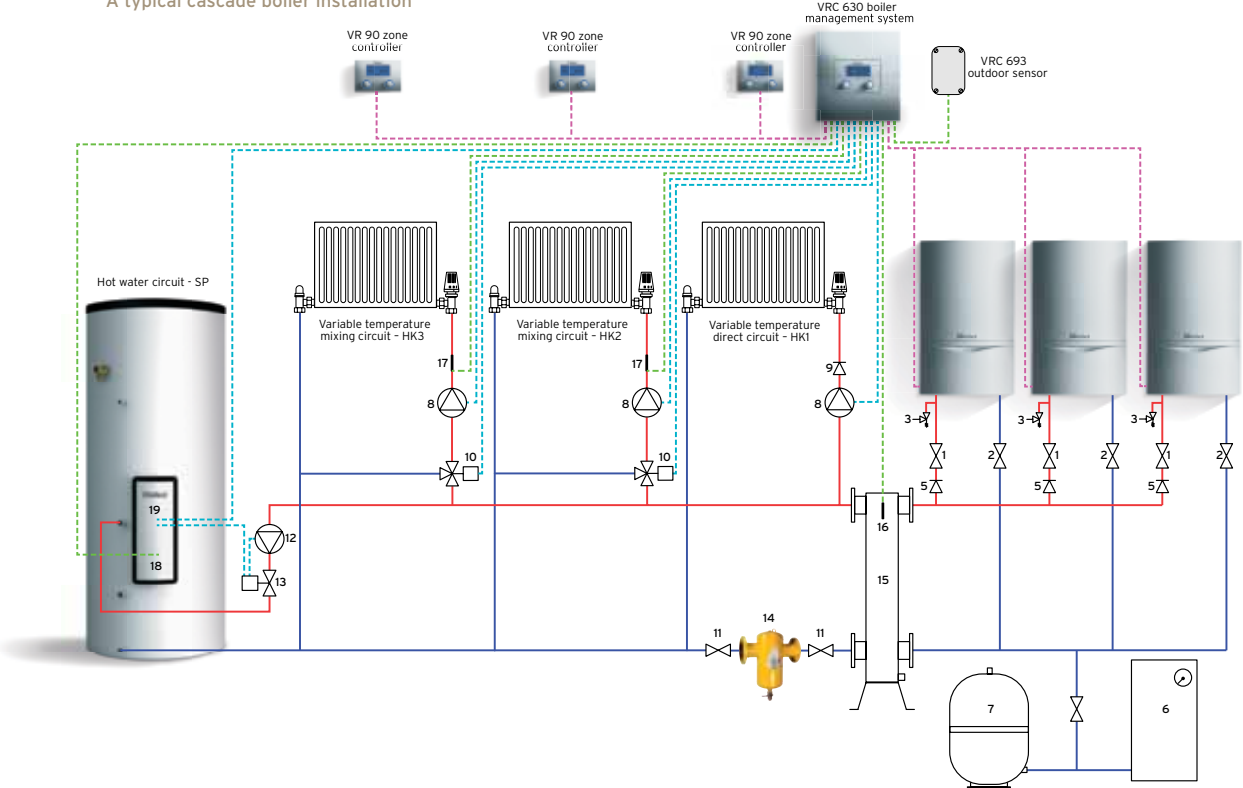 A typical cascade boiler installation
VRC 630 boiler
management system
VR 90 zone
controller
VR 90 zone
controller
VR 90 zone
controller
VRC 693
outdoor sensor
Hot water circuit - SP
Variable temperature
mixing circuit – HK3
Variable temperature
mixing circuit – HK2
Variable temperature
direct circuit – HK1
17
17
9
8
8
8
3
3
3
10
10
1
2
1
2
1
2
5
5
5
19
16
12
18
13
15
11
14
11
7
6